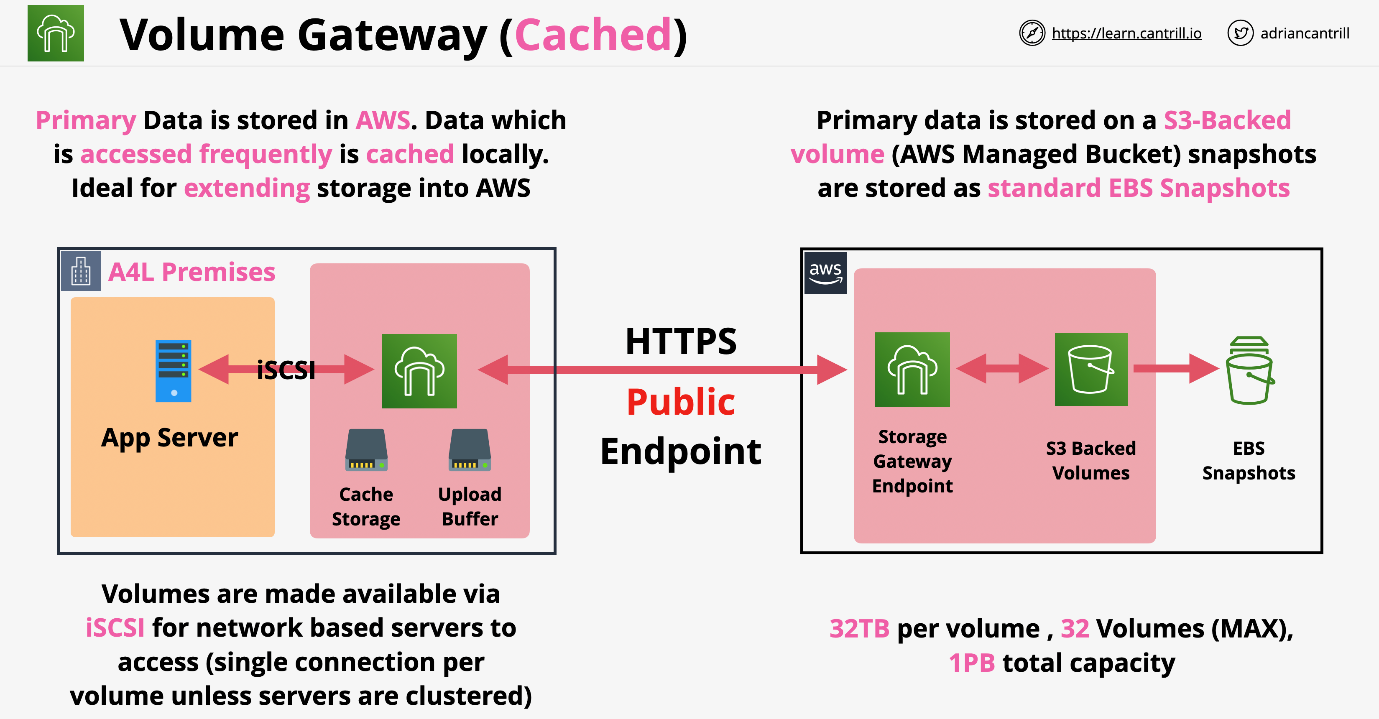 Volume Gateway (Cached)
https://learn.cantrill.io
adriancantrill
Primary Data is stored in AWS. Data which
is accessed frequently is cached locally.
Ideal for extending storage into AWS
Primary data is stored on a S3-Backed
volume (AWS Managed Bucket) snapshots
are stored as standard EBS Snapshots
A4L Premises
App Server
iSCSI
Cache
Storage
Upload
Buffer
HTTPS
Public
Endpoint
aws
Storage
Gateway
Endpoint
S3 Backed
Volumes
EBS
Snapshots
Volumes are made available via
iSCSI for network based servers to
access (single connection per
volume unless servers are clustered)
32TB per volume , 32 Volumes (MAX),
1PB total capacity